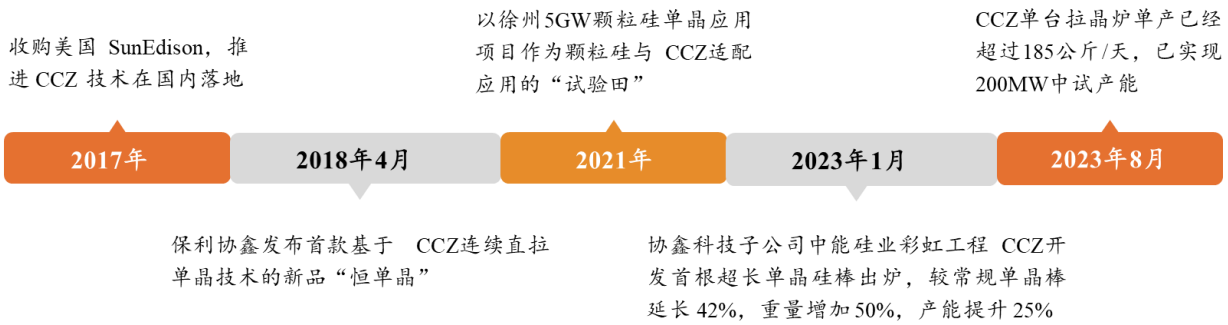 收购美国 SunEdison，推
进 CCZ 技术在国内落地
以徐州5GW颗粒硅单晶应用
项目作为颗粒硅与 CCZ适配
应用的“试验田”
CCZ单台拉晶炉单产已经
超过185公斤/天，已实现
200MW中试产能
2017年
2018年4月
2021年
2023年1月
2023年8月
保利协鑫发布首款基于 CCZ连续直拉
单晶技术的新品“恒单晶”
协鑫科技子公司中能硅业彩虹工程 CCZ开
发首根超长单晶硅棒出炉，较常规单晶棒
延长 42%，重量增加 50%，产能提升 25%